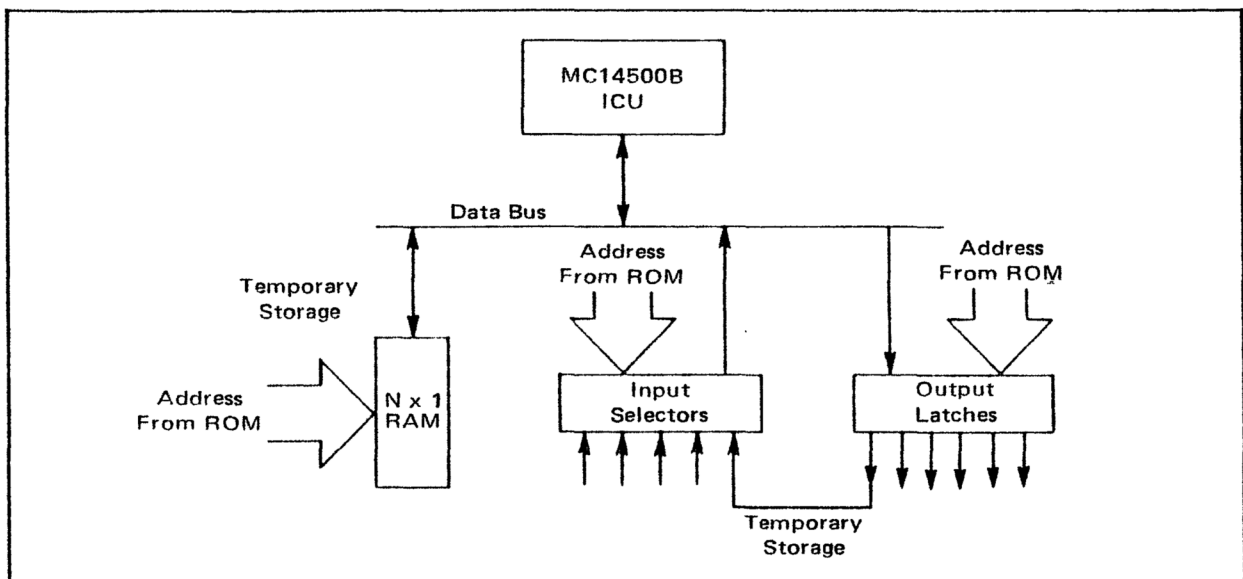 MC14500B
ICU
Data Bus
Address
From ROM
Address
From ROM
Temporary
Storage
Address
From ROM
N x 1
RAM
Input
Selectors
Output
Latches
Temporary
Storage